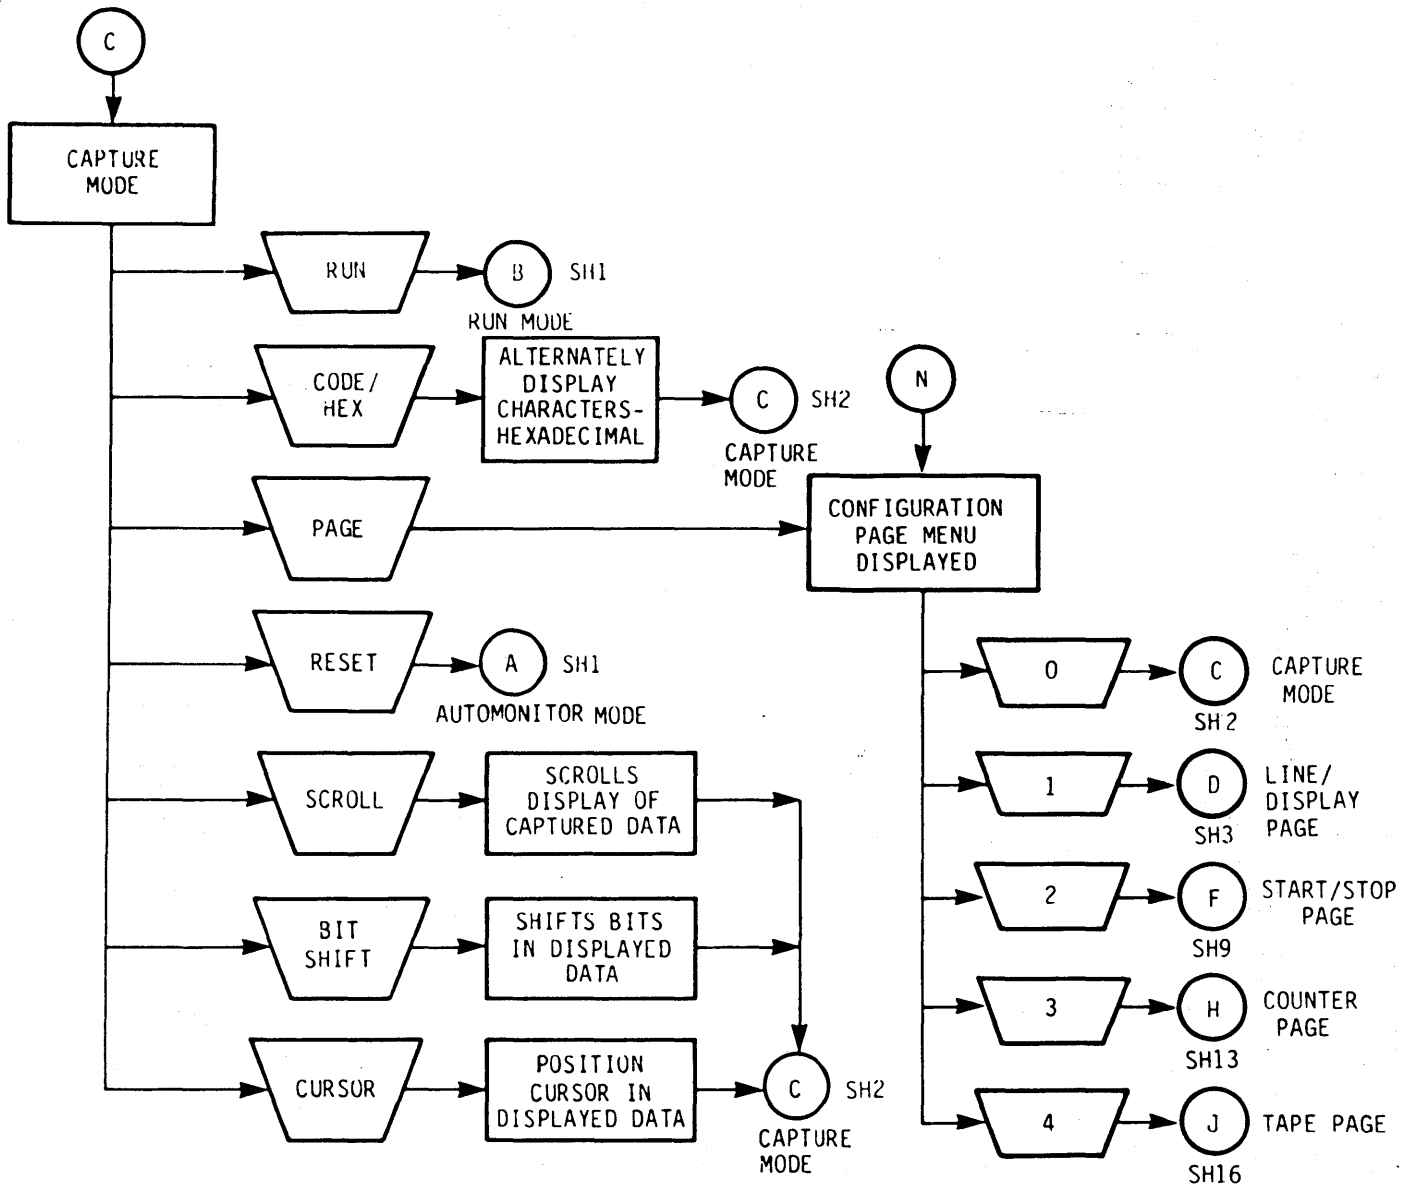 C
CAPTURE
MODE
RUN
B
SH1
RUN MODE
CODE/
HEX
ALTERNATELY
DISPLAY
CHARACTERS-
HEXADECIMAL
C
SH2
CAPTURE
MODE
N
PAGE
CONFIGURATION
PAGE MENU
DISPLAYED
RESET
A
SH1
AUTOMONITOR MODE
SCROLL
SCROLLS
DISPLAY OF
CAPTURED DATA
BIT
SHIFT
SHIFTS BITS
IN DISPLAYED
DATA
CURSOR
POSITION
CURSOR IN
DISPLAYED DATA
C
SH2
CAPTURE
MODE
0
C
SH2
CAPTURE
MODE
1
D
SH3
LINE/
DISPLAY
PAGE
2
F
SH9
START/STOP
PAGE
3
H
SH13
COUNTER
PAGE
4
J
SH16
TAPE PAGE